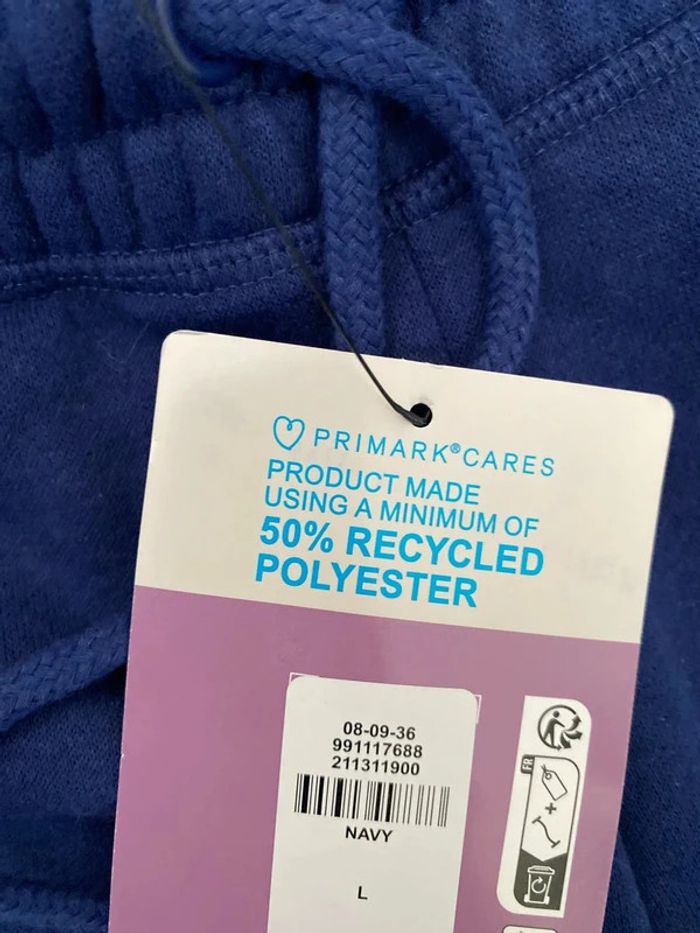 PRIMARK®CARES
PRODUCT MADE
USING A MINIMUM OF
50% RECYCLED
POLYESTER
08-09-36
991117688
211311900
NAVY
L
FR
+